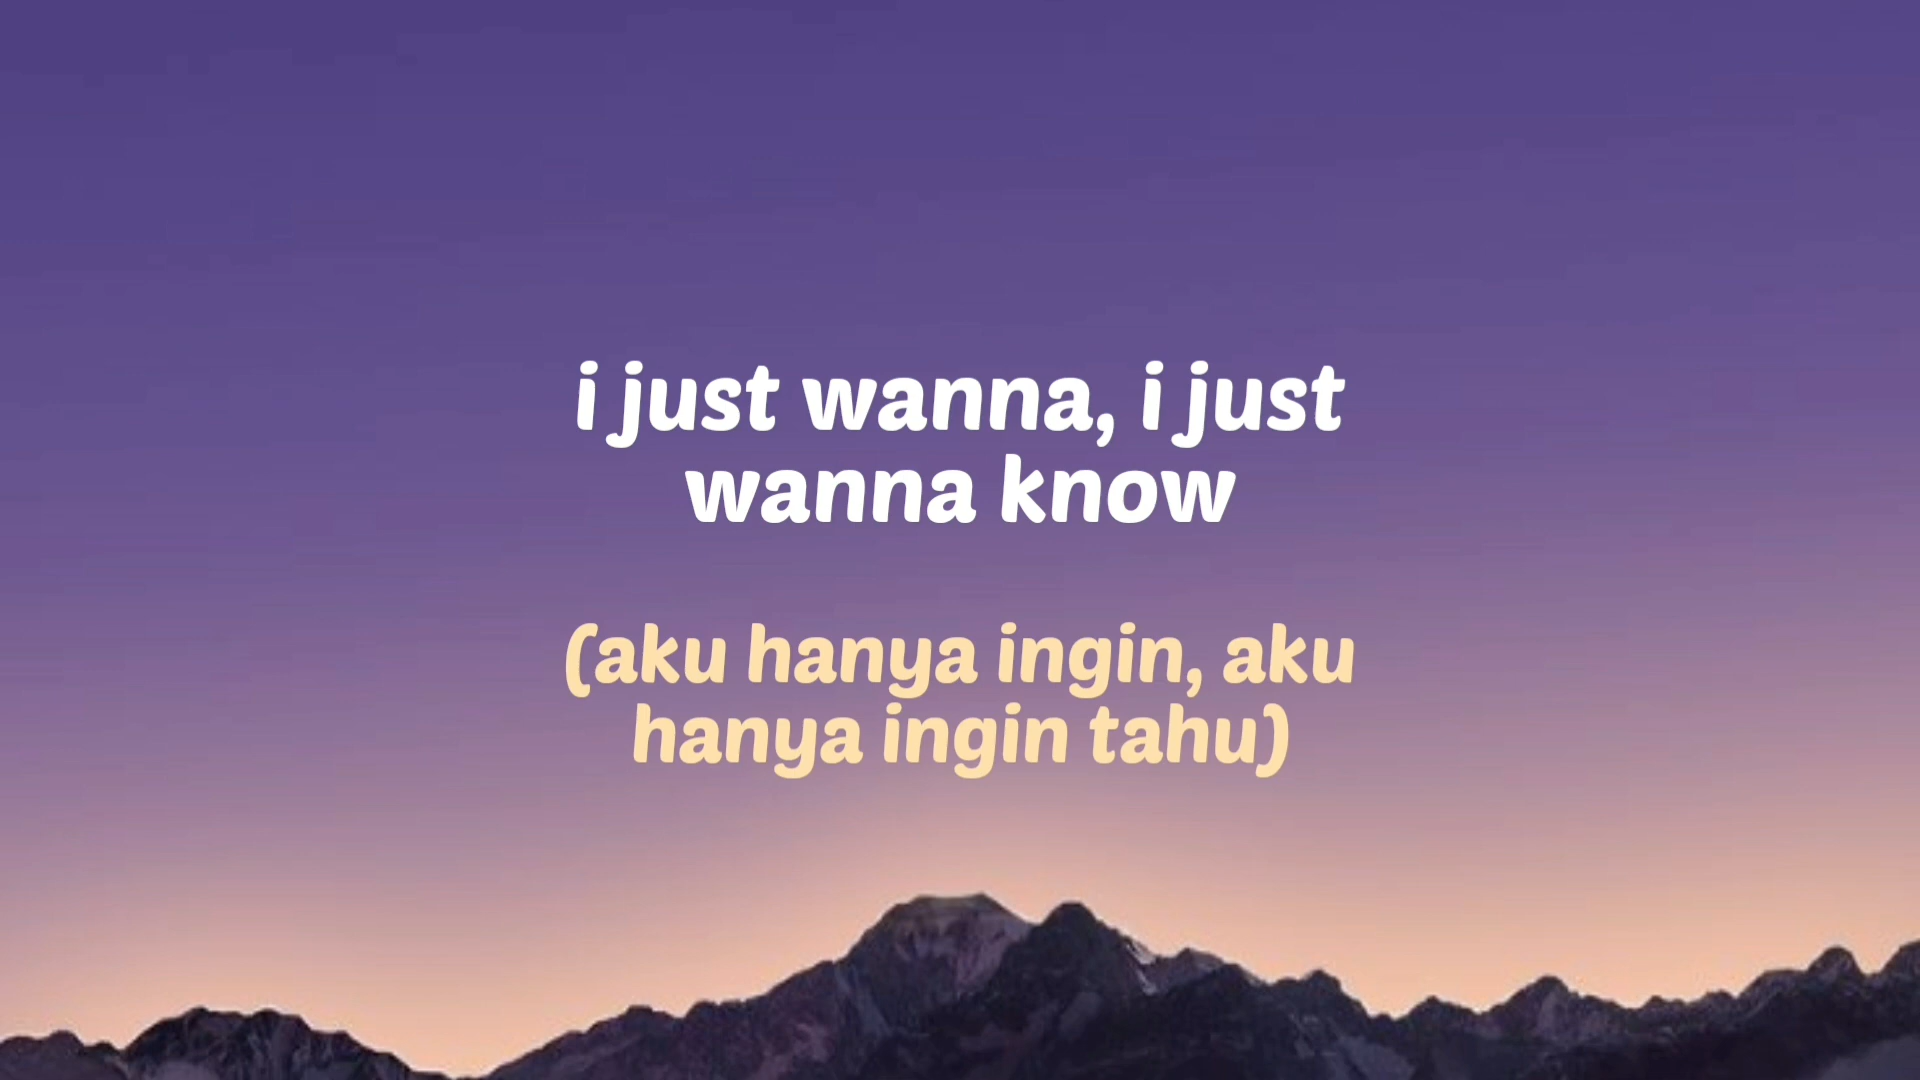 i just wanna, i just
wanna know
(aku hanya ingin, aku
hanya ingin tahu)